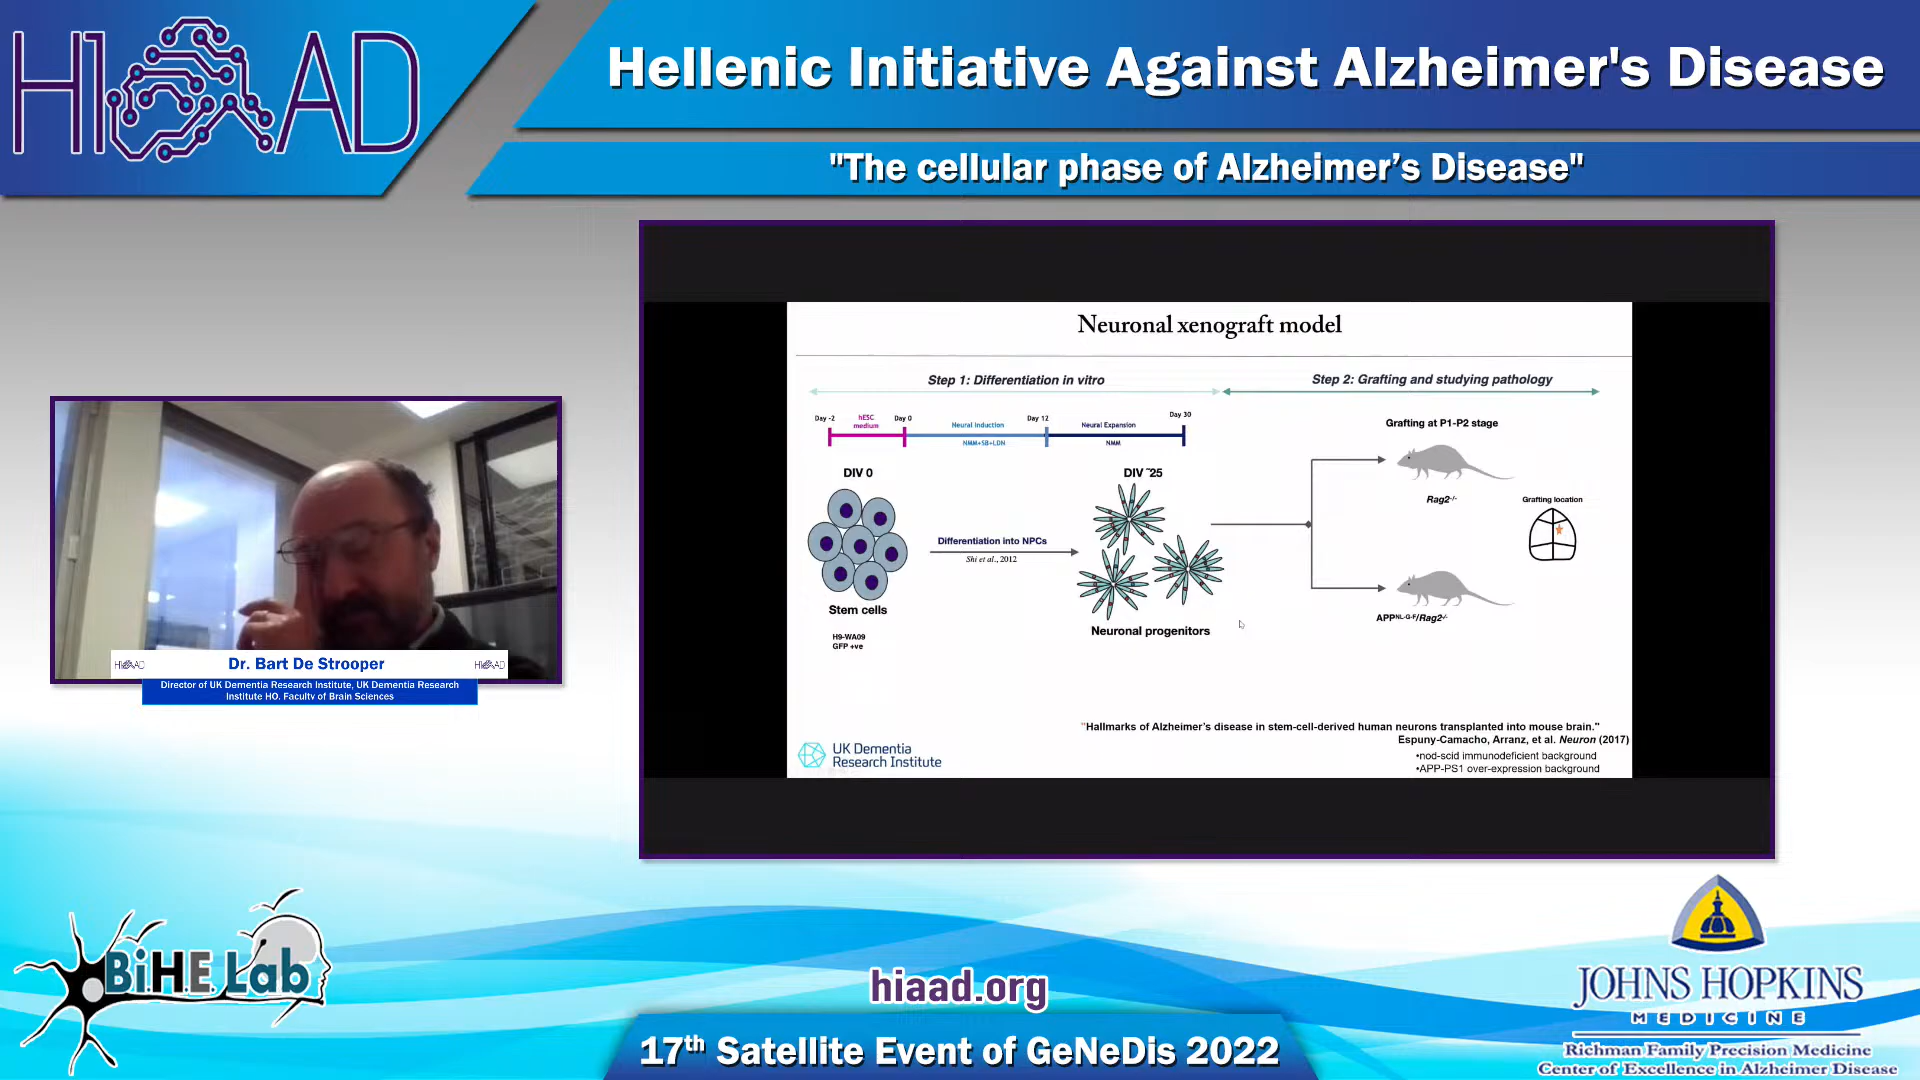 HIAAD
Hellenic Initiative Against Alzheimer's Disease
"The cellular phase of Alzheimer’s Disease"
Neuronal xenograft model
Step 1: Differentiation in vitro
Step 2: Grafting and studying pathology
Day -2
hESC
medium
Day 0
Neural Induction
NMM+SB+LDN
Day 12
Neural Expansion
NMM
Day 30
DIV 0
DIV ~25
Differentiation into NPCs
Shi et al., 2012
Stem cells
H9-WA09
GFP +ve
Neuronal progenitors
Grafting at P1-P2 stage
Rag2-/-
Grafting location
APPNL-G-F/Rag2-/-
"Hallmarks of Alzheimer’s disease in stem-cell-derived human neurons transplanted into mouse brain."
Espuny-Camacho, Arranz, et al. Neuron (2017)
•nod-scid immunodeficient background
•APP-PS1 over-expression background
UK Dementia
Research Institute
HIAAD
Dr. Bart De Strooper
HIAAD
Director of UK Dementia Research Institute, UK Dementia Research
Institute HQ, Faculty of Brain Sciences
BiHE Lab
hiaad.org
17th Satellite Event of GeNeDis 2022
JOHNS HOPKINS
MEDICINE
Richman Family Precision Medicine
Center of Excellence in Alzheimer Disease